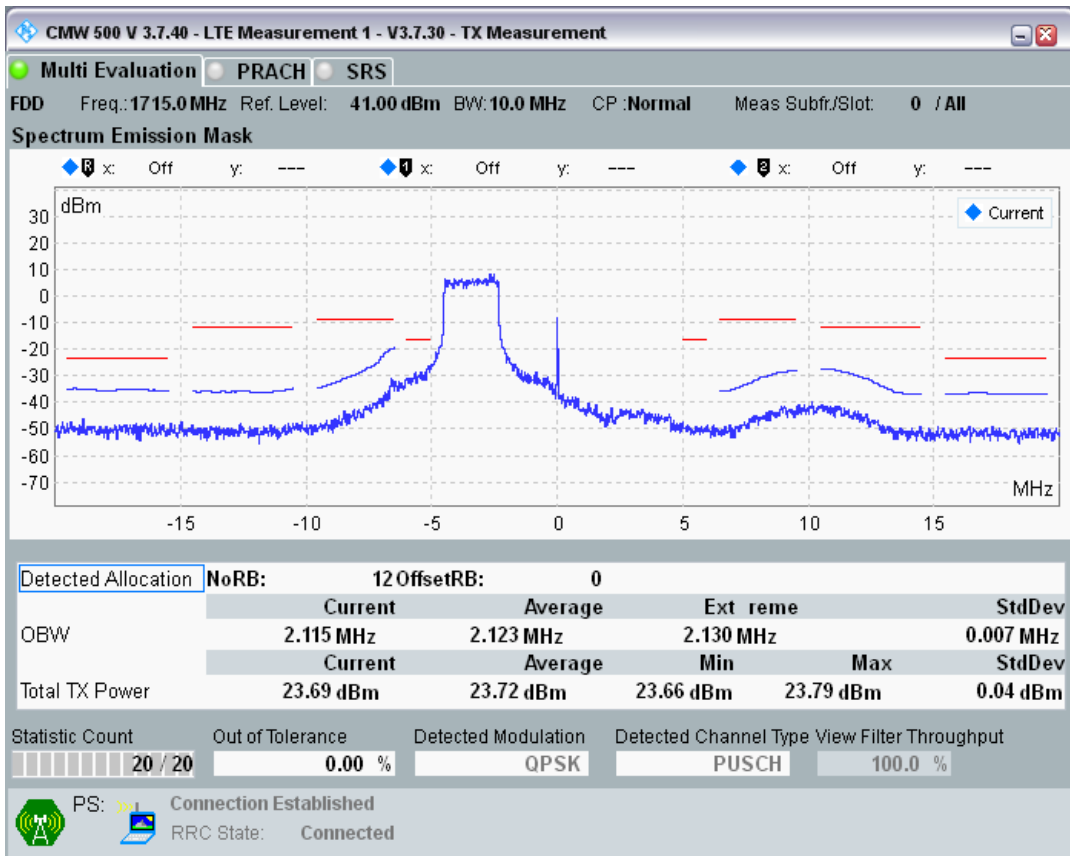 CMW 500 V 3.7.40 - LTE Measurement 1 - V3.7.30 - TX Measurement
Multi Evaluation PRACH SRS
FDD Freq.: 1715.0 MHz Ref. Level: 41.00 dBm BW: 10.0 MHz CP : Normal Meas Subfr./Slot: 0 / All
Spectrum Emission Mask
R x: Off y: --- 1 x: Off y: --- 2 x: Off y: ---
dBm
Current
30
20
10
0
-10
-20
-30
-40
-50
-60
-70
MHz
-15 -10 -5 0 5 10 15
Detected Allocation NoRB: 12 OffsetRB: 0
Current Average Ext reme StdDev
OBW 2.115 MHz 2.123 MHz 2.130 MHz 0.007 MHz
Current Average Min Max StdDev
Total TX Power 23.69 dBm 23.72 dBm 23.66 dBm 23.79 dBm 0.04 dBm
Statistic Count Out of Tolerance Detected Modulation Detected Channel Type View Filter Throughput
20 / 20 0.00 % QPSK PUSCH 100.0 %
PS: Connection Established
RRC State: Connected